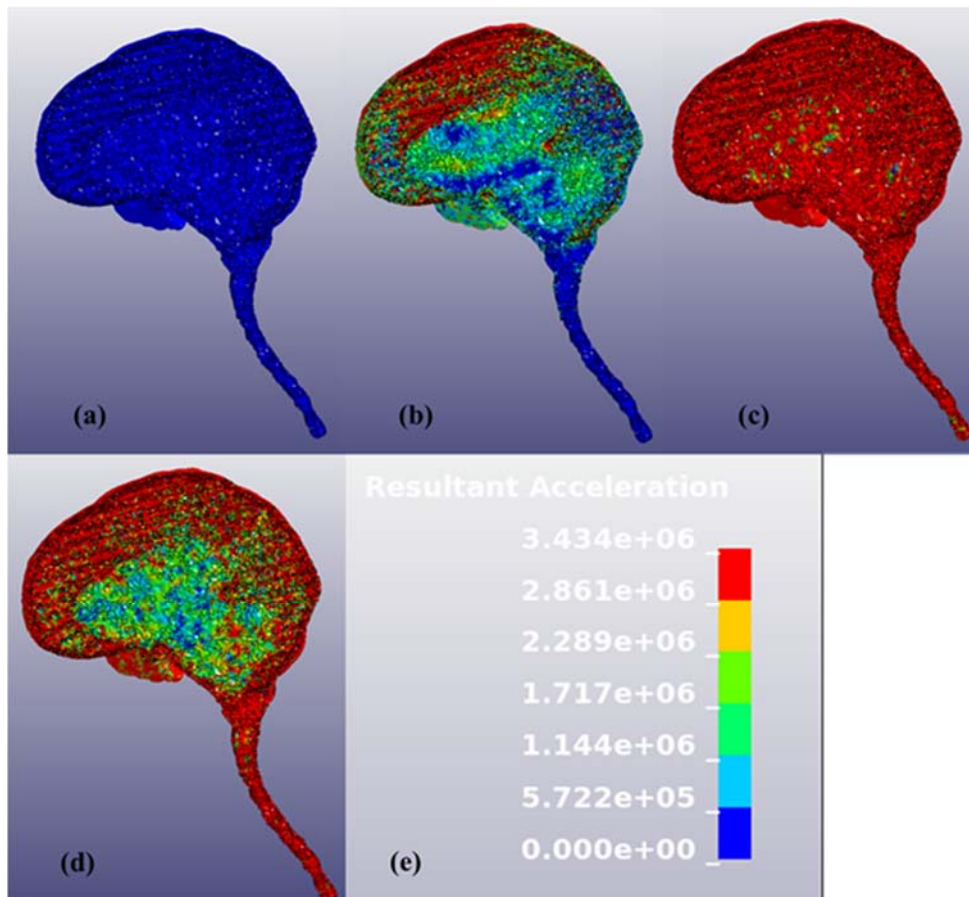 (a)
(b)
(c)
(d)
(e)
Resultant Acceleration
3.434e+06
2.861e+06
2.289e+06
1.717e+06
1.144e+06
5.722e+05
0.000e+00